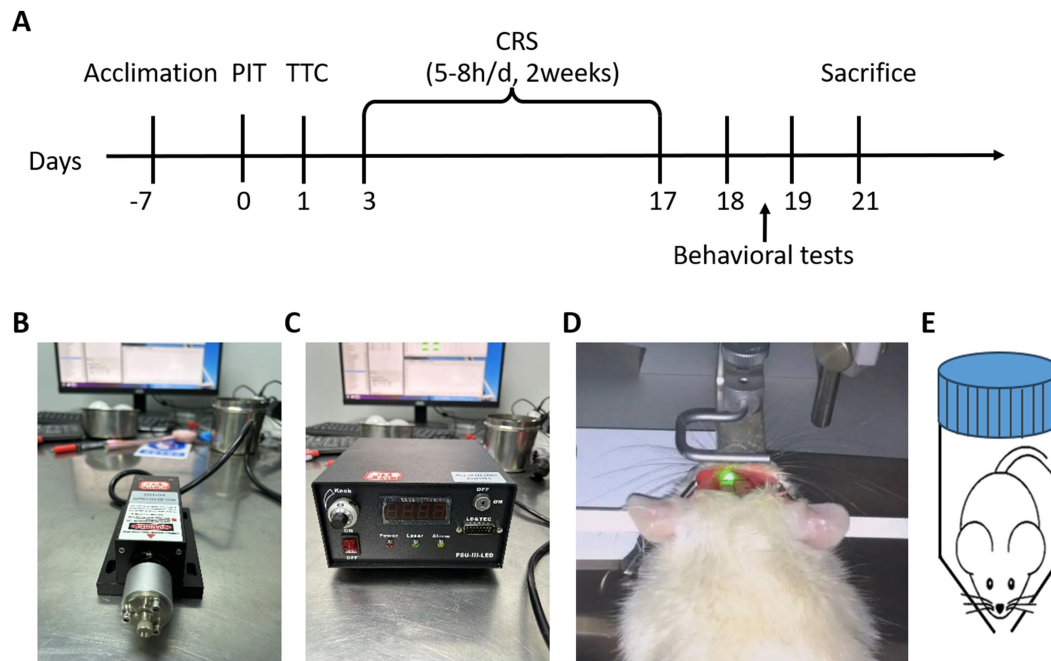 A
CRS
(5-8h/d, 2weeks)
Acclimation PIT TTC Sacrifice
Days
-7 0 1 3 17 18 19 21
Behavioral tests
B C D E
DANGER
Knob
OFF
ON
LD&TEC
ON
Power Laser Alarm
OFF
PSU-III-LED